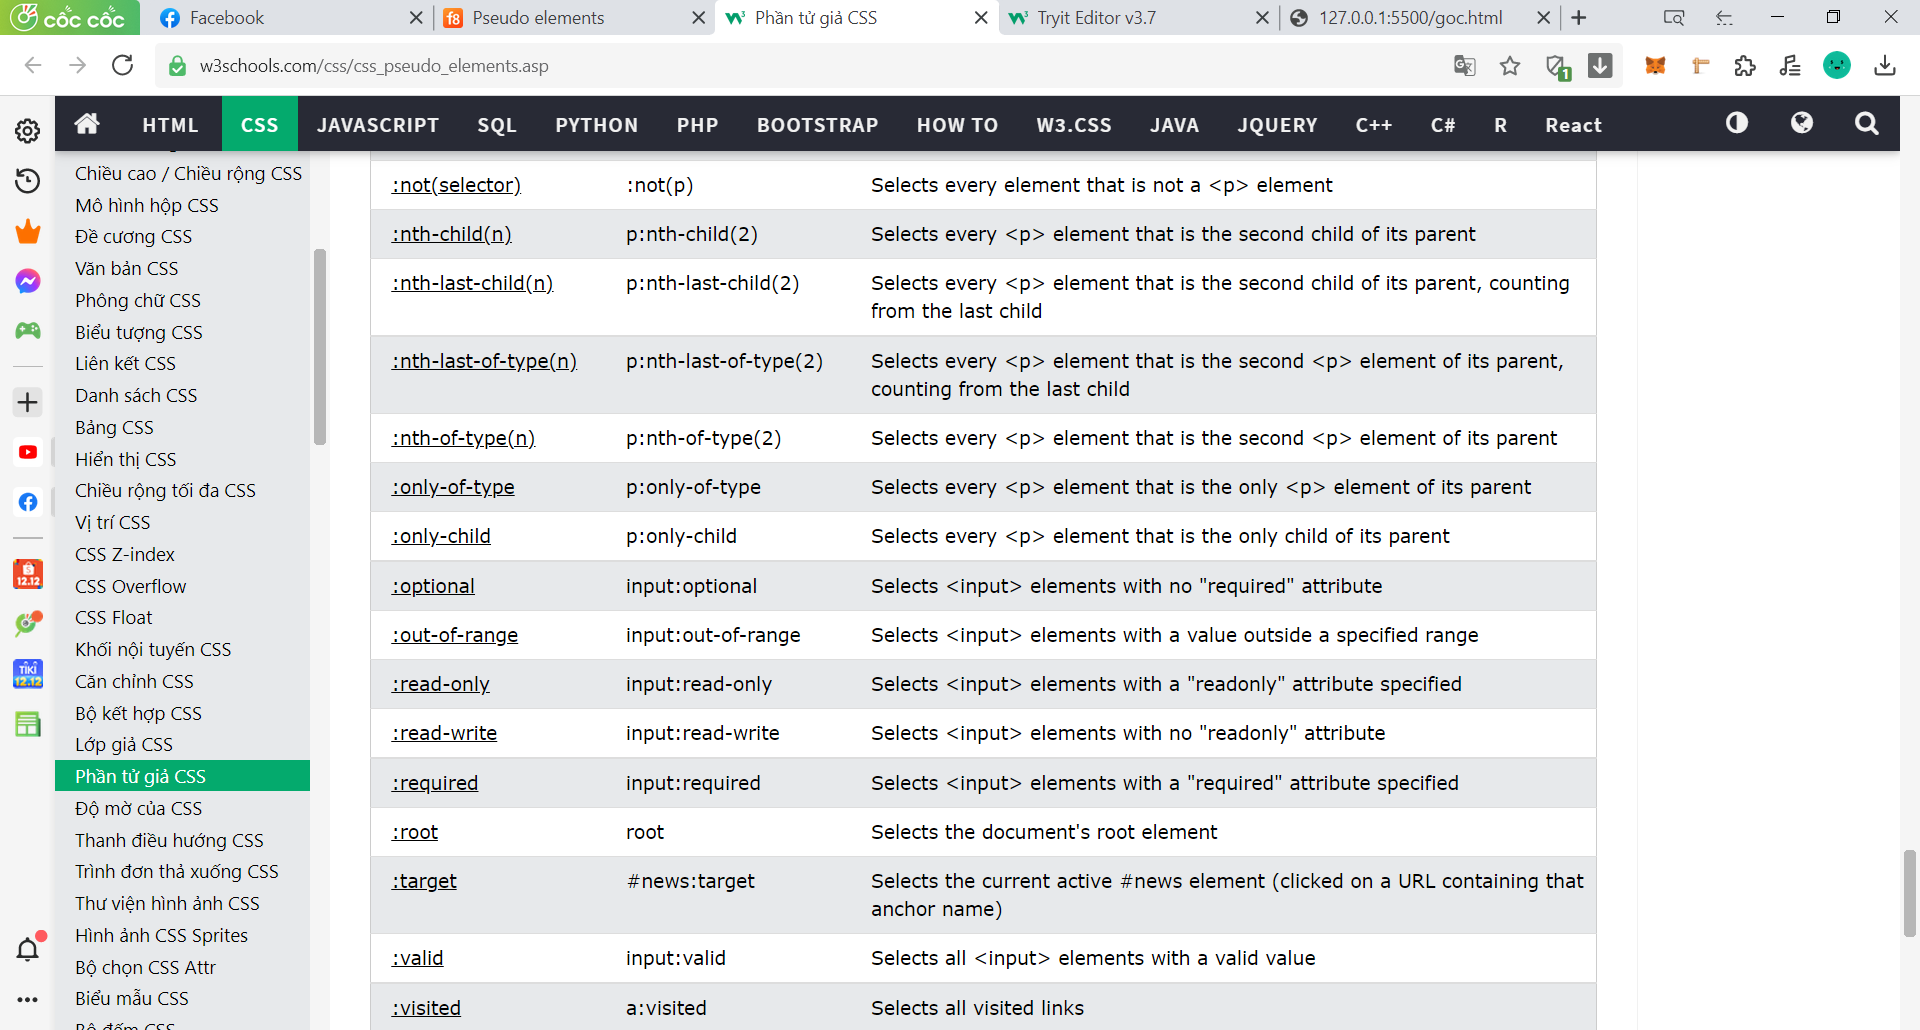 cốc cốc
Facebook
Pseudo elements
Phần tử giả CSS
Tryit Editor v3.7
127.0.0.1:5500/goc.html
w3schools.com/css/css_pseudo_elements.asp
1
HTML
CSS
JAVASCRIPT
SQL
PYTHON
PHP
BOOTSTRAP
HOW TO
W3.CSS
JAVA
JQUERY
C++
C#
R
React
Chiều cao / Chiều rộng CSS
Mô hình hộp CSS
Đề cương CSS
Văn bản CSS
Phông chữ CSS
Biểu tượng CSS
Liên kết CSS
Danh sách CSS
Bảng CSS
Hiển thị CSS
Chiều rộng tối đa CSS
Vị trí CSS
CSS Z-index
CSS Overflow
CSS Float
Khối nội tuyến CSS
Căn chỉnh CSS
Bộ kết hợp CSS
Lớp giả CSS
Phần tử giả CSS
Độ mờ của CSS
Thanh điều hướng CSS
Trình đơn thả xuống CSS
Thư viện hình ảnh CSS
Hình ảnh CSS Sprites
Bộ chọn CSS Attr
Biểu mẫu CSS
Bộ đếm CSS
12.12
TIKI
12.12
:not(selector) :not(p) Selects every element that is not a <p> element
:nth-child(n) p:nth-child(2) Selects every <p> element that is the second child of its parent
:nth-last-child(n) p:nth-last-child(2) Selects every <p> element that is the second child of its parent, counting
from the last child
:nth-last-of-type(n) p:nth-last-of-type(2) Selects every <p> element that is the second <p> element of its parent,
counting from the last child
:nth-of-type(n) p:nth-of-type(2) Selects every <p> element that is the second <p> element of its parent
:only-of-type p:only-of-type Selects every <p> element that is the only <p> element of its parent
:only-child p:only-child Selects every <p> element that is the only child of its parent
:optional input:optional Selects <input> elements with no "required" attribute
:out-of-range input:out-of-range Selects <input> elements with a value outside a specified range
:read-only input:read-only Selects <input> elements with a "readonly" attribute specified
:read-write input:read-write Selects <input> elements with no "readonly" attribute
:required input:required Selects <input> elements with a "required" attribute specified
:root root Selects the document's root element
:target #news:target Selects the current active #news element (clicked on a URL containing that
anchor name)
:valid input:valid Selects all <input> elements with a valid value
:visited a:visited Selects all visited links